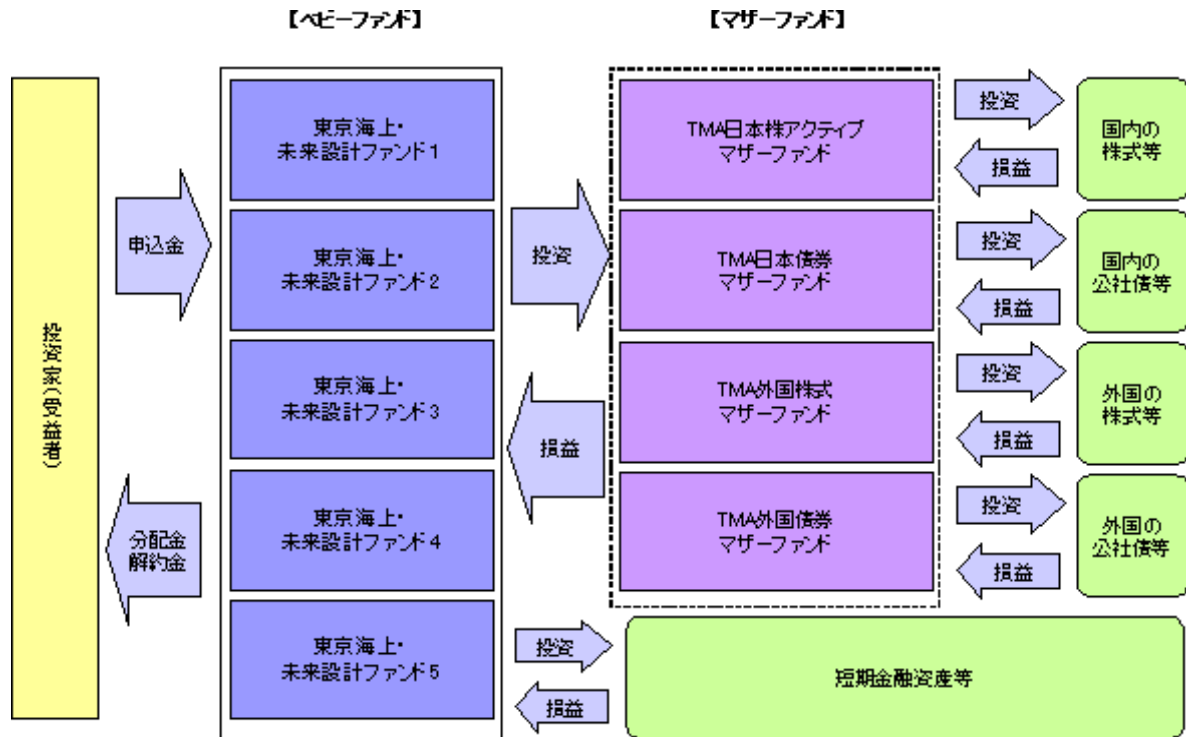 【ベビーファンド】
【マザーファンド】
投資家(受益者)
申込金
分配金
解約金
東京海上・
未来設計ファンド1
東京海上・
未来設計ファンド2
東京海上・
未来設計ファンド3
東京海上・
未来設計ファンド4
東京海上・
未来設計ファンド5
投資
損益
投資
損益
TMA日本株アクティブ
マザーファンド
TMA日本債券
マザーファンド
TMA外国株式
マザーファンド
TMA外国債券
マザーファンド
投資
損益
投資
損益
投資
損益
投資
損益
国内の
株式等
国内の
公社債等
外国の
株式等
外国の
公社債等
短期金融資産等